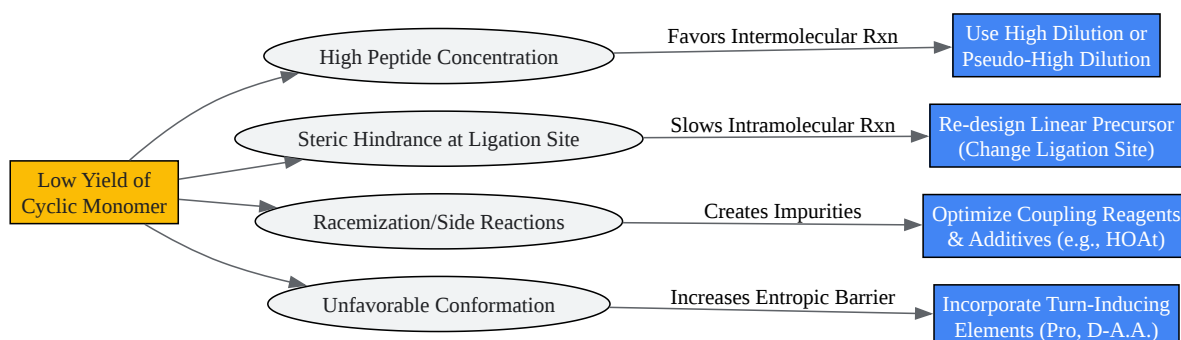 High Peptide Concentration
Favors Intermolecular Rxn
Use High Dilution or
Pseudo-High Dilution
Steric Hindrance at Ligation Site
Slows Intramolecular Rxn
Re-design Linear Precursor
(Change Ligation Site)
Low Yield of
Cyclic Monomer
Racemization/Side Reactions
Creates Impurities
Optimize Coupling Reagents
& Additives (e.g., HOAt)
Unfavorable Conformation
Increases Entropic Barrier
Incorporate Turn-Inducing
Elements (Pro, D-A.A.)